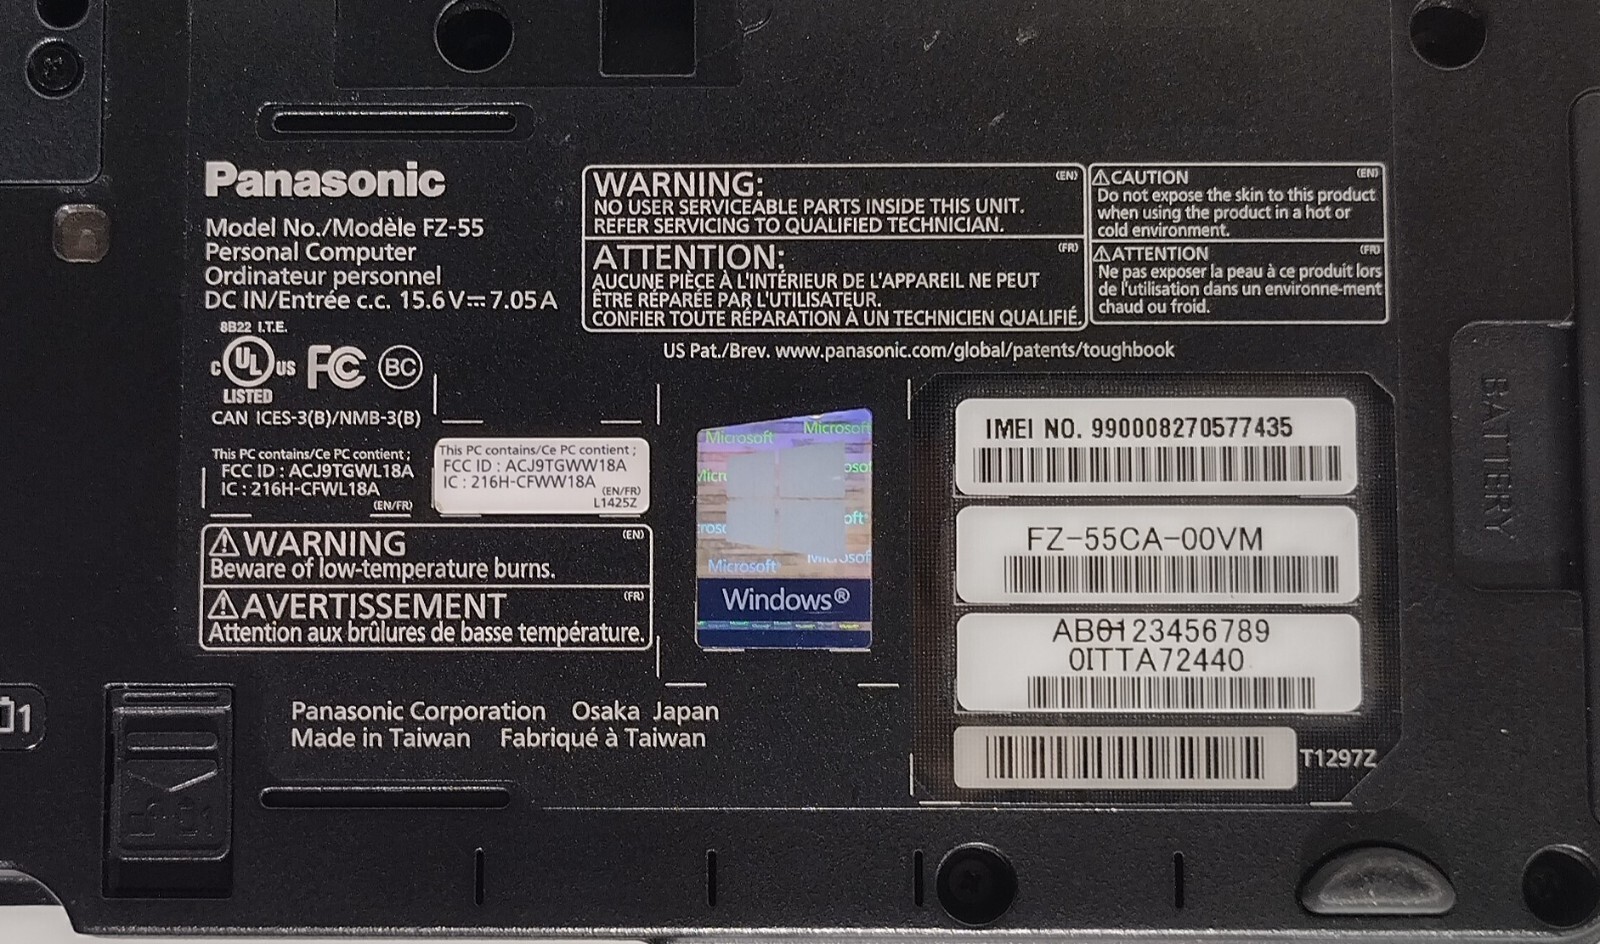 Panasonic
Model No./Modèle FZ-55
Personal Computer
Ordinateur personnel
DC IN/Entrée c.c. 15.6V⎓7.05A
8B22 I.T.E.
C UL US FC BC
LISTED
CAN ICES-3(B)/NMB-3(B)
This PC contains/Ce PC contient ;
FCC ID : ACJ9TGWL18A
IC : 216H-CFWL18A
(EN/FR)
This PC contains/Ce PC contient ;
FCC ID : ACJ9TGWW18A
IC : 216H-CFWW18A
(EN/FR)
L1425Z
⚠WARNING (EN)
Beware of low-temperature burns.
⚠AVERTISSEMENT (FR)
Attention aux brûlures de basse température.
WARNING: (EN)
NO USER SERVICEABLE PARTS INSIDE THIS UNIT.
REFER SERVICING TO QUALIFIED TECHNICIAN.
ATTENTION: (FR)
AUCUNE PIÈCE À L'INTÉRIEUR DE L'APPAREIL NE PEUT
ÊTRE RÉPARÉE PAR L'UTILISATEUR.
CONFIER TOUTE RÉPARATION À UN TECHNICIEN QUALIFIÉ.
⚠CAUTION (EN)
Do not expose the skin to this product
when using the product in a hot or
cold environment.
⚠ATTENTION (FR)
Ne pas exposer la peau à ce produit lors
de l'utilisation dans un environne-ment
chaud ou froid.
US Pat./Brev. www.panasonic.com/global/patents/toughbook
Microsoft Microsoft
Microsoft
Windows®
IMEI NO. 990008270577435
FZ-55CA-00VM
AB0123456789
0ITTA72440
T1297Z
BATTERY
Panasonic Corporation Osaka Japan
Made in Taiwan Fabriqué à Taiwan
1